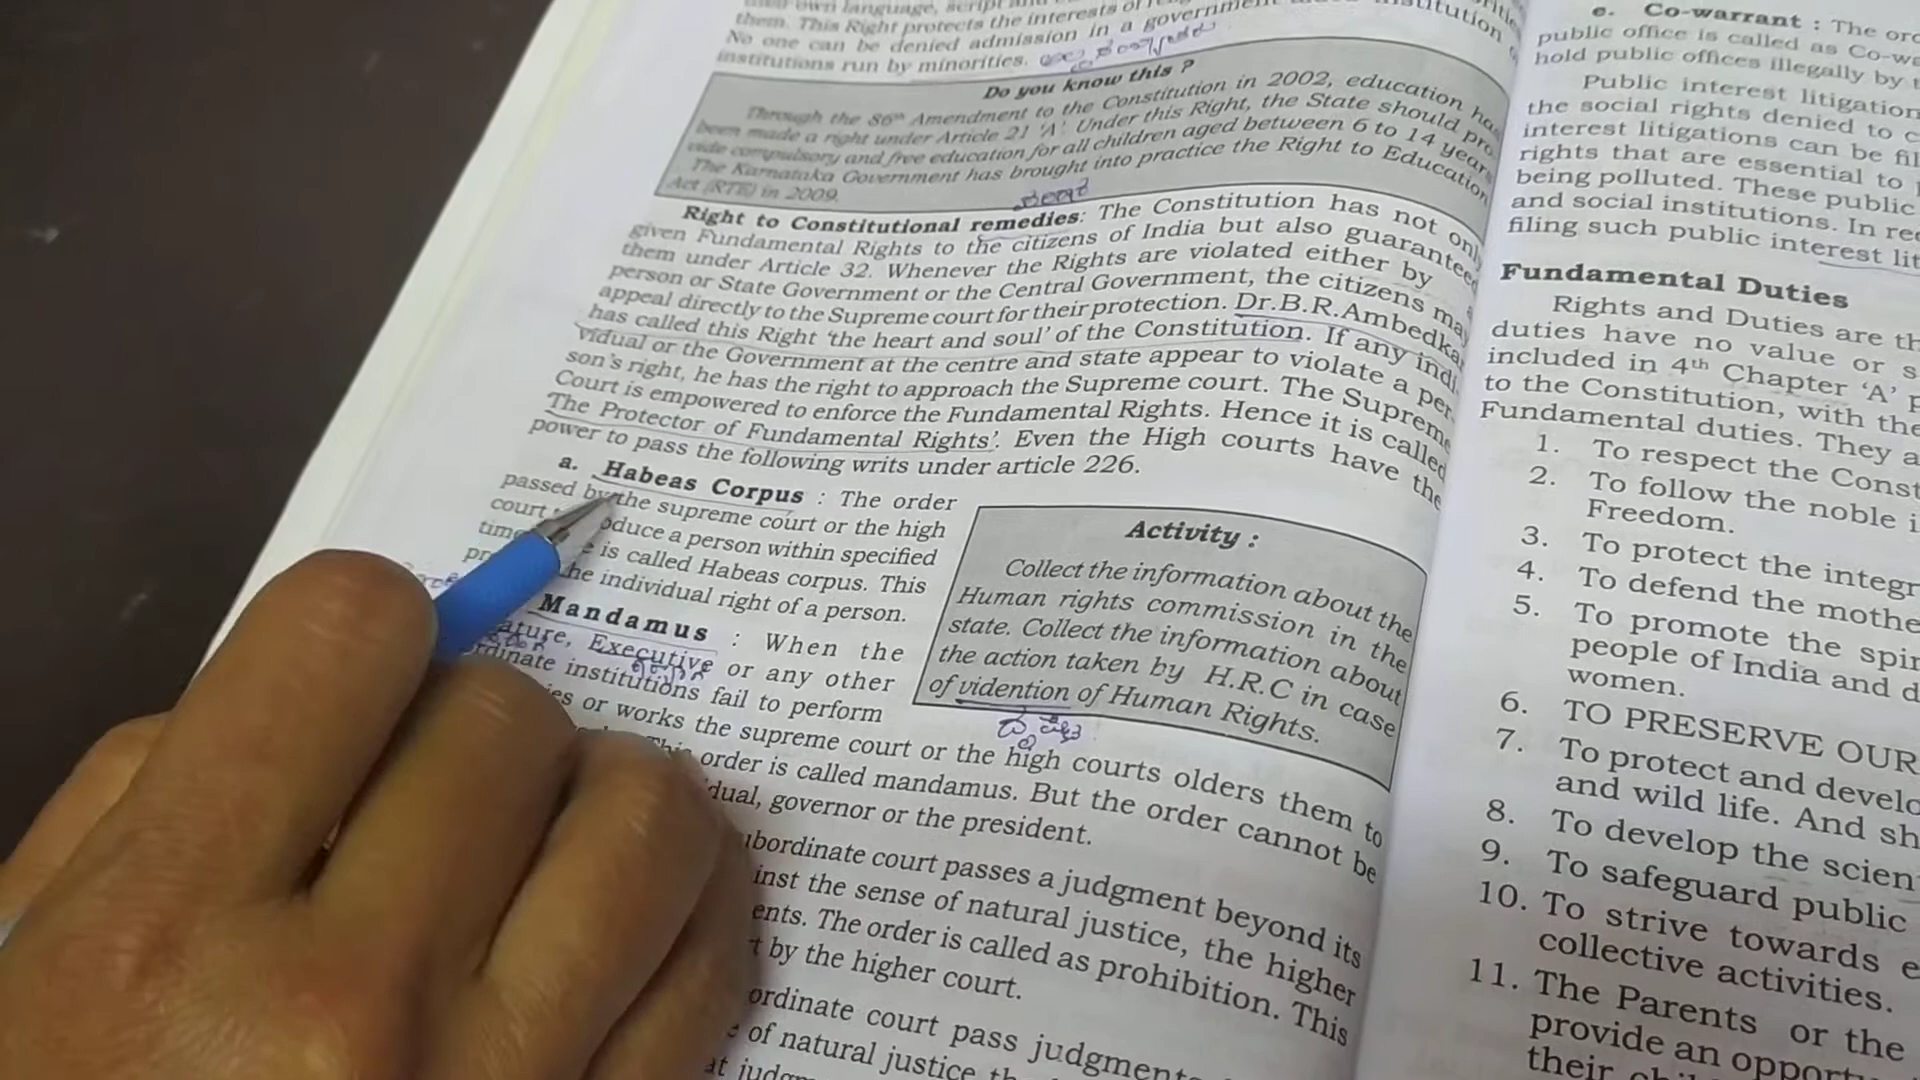 their own language, script and
them. This Right protects the interests of
No one can be denied admission in a government
institutions run by minorities.
Do you know this ?
Through the 86th Amendment to the Constitution in 2002, education has
been made a right under Article 21 'A'. Under this Right, the State should pro
vide compulsory and free education for all children aged between 6 to 14 years
The Karnataka Government has brought into practice the Right to Education
Act (RTE) in 2009.
Right to Constitutional remedies: The Constitution has not only
given Fundamental Rights to the citizens of India but also guaranteed
them under Article 32. Whenever the Rights are violated either by
person or State Government or the Central Government, the citizens may
appeal directly to the Supreme court for their protection. Dr.B.R.Ambedkar
has called this Right 'the heart and soul' of the Constitution. If any indi
vidual or the Government at the centre and state appear to violate a per
son's right, he has the right to approach the Supreme court. The Supreme
Court is empowered to enforce the Fundamental Rights. Hence it is called
The Protector of Fundamental Rights'. Even the High courts have the
power to pass the following writs under article 226.
a. Habeas Corpus : The order
passed by the supreme court or the high
court oduce a person within specified
time is called Habeas corpus. This
he individual right of a person.
Mandamus : When the
ature, Executive or any other
rdinate institutions fail to perform
es or works the supreme court or the high courts olders them to
This order is called mandamus. But the order cannot be
dual, governor or the president.
ubordinate court passes a judgment beyond its
inst the sense of natural justice, the higher
ents. The order is called as prohibition. This
t by the higher court.
ordinate court pass judgments
e of natural justice th
at judgm
Activity :
Collect the information about the
Human rights commission in the
state. Collect the information about
the action taken by H.R.C in case
of vidention of Human Rights.
e. Co-warrant : The ord
public office is called as Co-wa
hold public offices illegally by t
Public interest litigation
the social rights denied to c
interest litigations can be fil
rights that are essential to
being polluted. These public
and social institutions. In rec
filing such public interest lit
Fundamental Duties
Rights and Duties are th
duties have no value or s
included in 4th Chapter 'A' p
to the Constitution, with the
Fundamental duties. They a
1. To respect the Const
2. To follow the noble i
Freedom.
3. To protect the integr
4. To defend the mothe
5. To promote the spir
people of India and d
women.
6. TO PRESERVE OUR
7. To protect and develo
and wild life. And sh
8. To develop the scien
9. To safeguard public
10. To strive towards e
collective activities.
11. The Parents or the
provide an opport
their chil